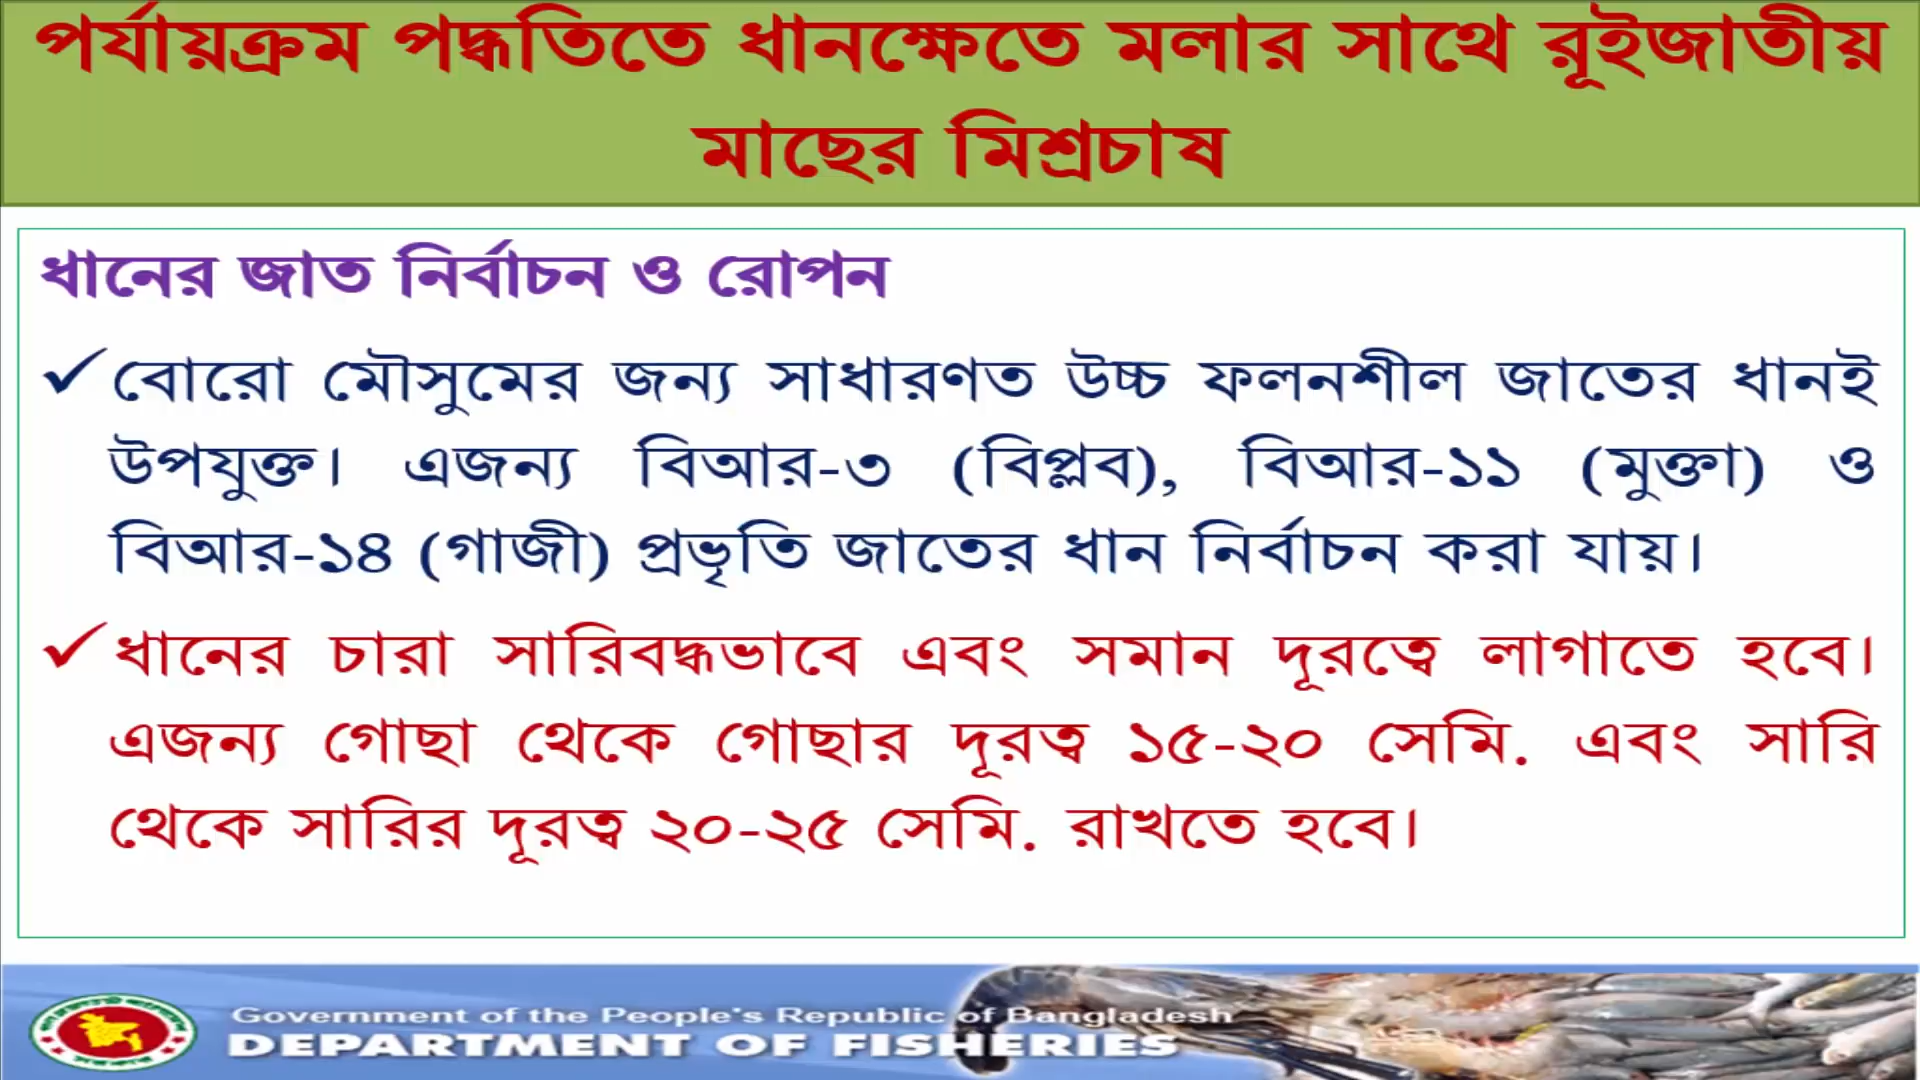 পর্যায়ক্রম পদ্ধতিতে ধানক্ষেতে মলার সাথে রূইজাতীয়
মাছের মিশ্রচাষ
ধানের জাত নির্বাচন ও রোপন
✓ বোরো মৌসুমের জন্য সাধারণত উচ্চ ফলনশীল জাতের ধানই
উপযুক্ত। এজন্য বিআর-৩ (বিপ্লব), বিআর-১১ (মুক্তা) ও
বিআর-১৪ (গাজী) প্রভৃতি জাতের ধান নির্বাচন করা যায়।
✓ ধানের চারা সারিবদ্ধভাবে এবং সমান দূরত্বে লাগাতে হবে।
এজন্য গোছা থেকে গোছার দূরত্ব ১৫-২০ সেমি. এবং সারি
থেকে সারির দূরত্ব ২০-২৫ সেমি. রাখতে হবে।
Government of the People's Republic of Bangladesh
DEPARTMENT OF FISHERIES